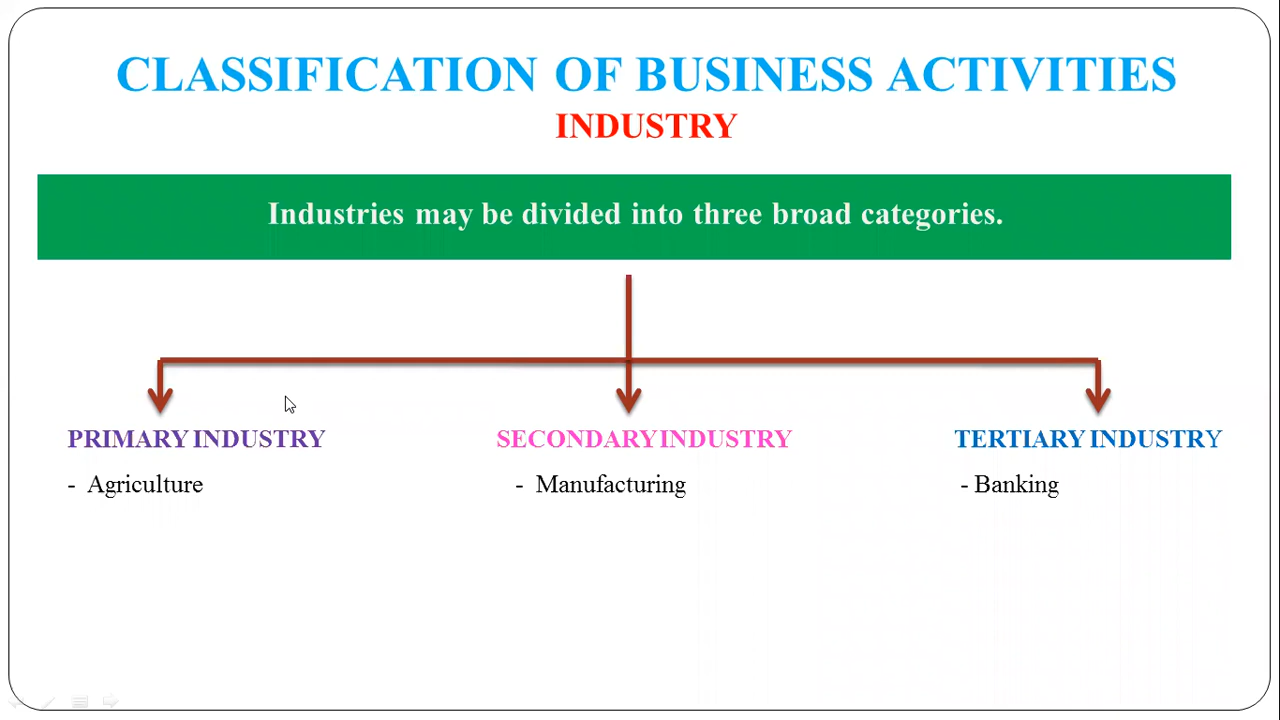 CLASSIFICATION OF BUSINESS ACTIVITIES
INDUSTRY
Industries may be divided into three broad categories.
PRIMARY INDUSTRY
- Agriculture
SECONDARY INDUSTRY
- Manufacturing
TERTIARY INDUSTRY
- Banking